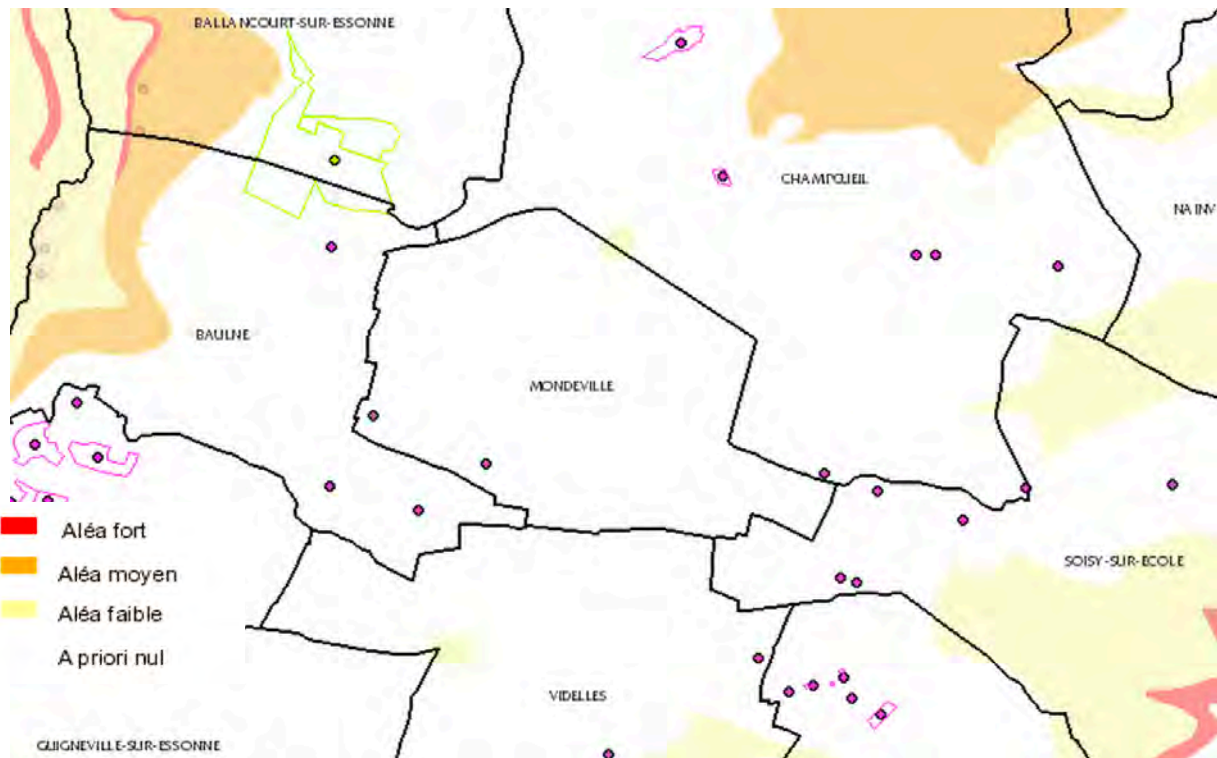 BALLANCOURT-SUR-ESSONNE
CHAMPCUEIL
NAINV
BAULNE
MONDEVILLE
Aléa fort
Aléa moyen
Aléa faible
A priori nul
SOISY-SUR-ECOLE
VIDELLES
GUIGNEVILLE-SUR-ESSONNE